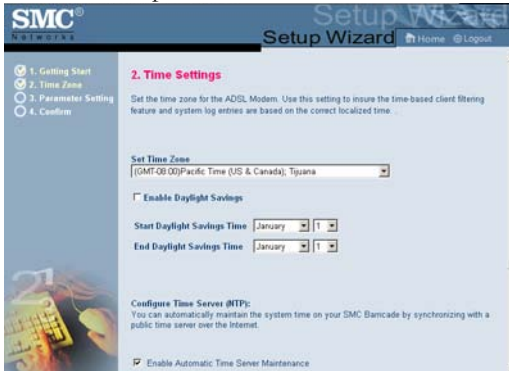 SMC®
Networks
Setup Wizard
Setup Wizard
Home
Logout
1. Getting Start
2. Time Zone
3. Parameter Setting
4. Confirm
2. Time Settings
Set the time zone for the ADSL Modem. Use this setting to insure the time-based client filtering
feature and system log entries are based on the correct localized time. .
Set Time Zone
(GMT-08:00)Pacific Time (US & Canada); Tijuana
Enable Daylight Savings
Start Daylight Savings Time January 1
End Daylight Savings Time January 1
Configure Time Server (NTP):
You can automatically maintain the system time on your SMC Barricade by synchronizing with a
public time server over the Internet.
Enable Automatic Time Server Maintenance